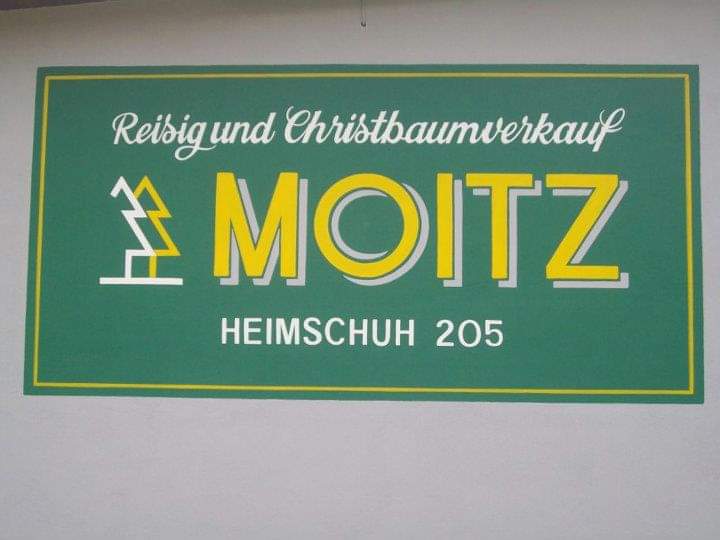 Reisig und Christbaumverkauf
MOITZ
HEIMSCHUH 205